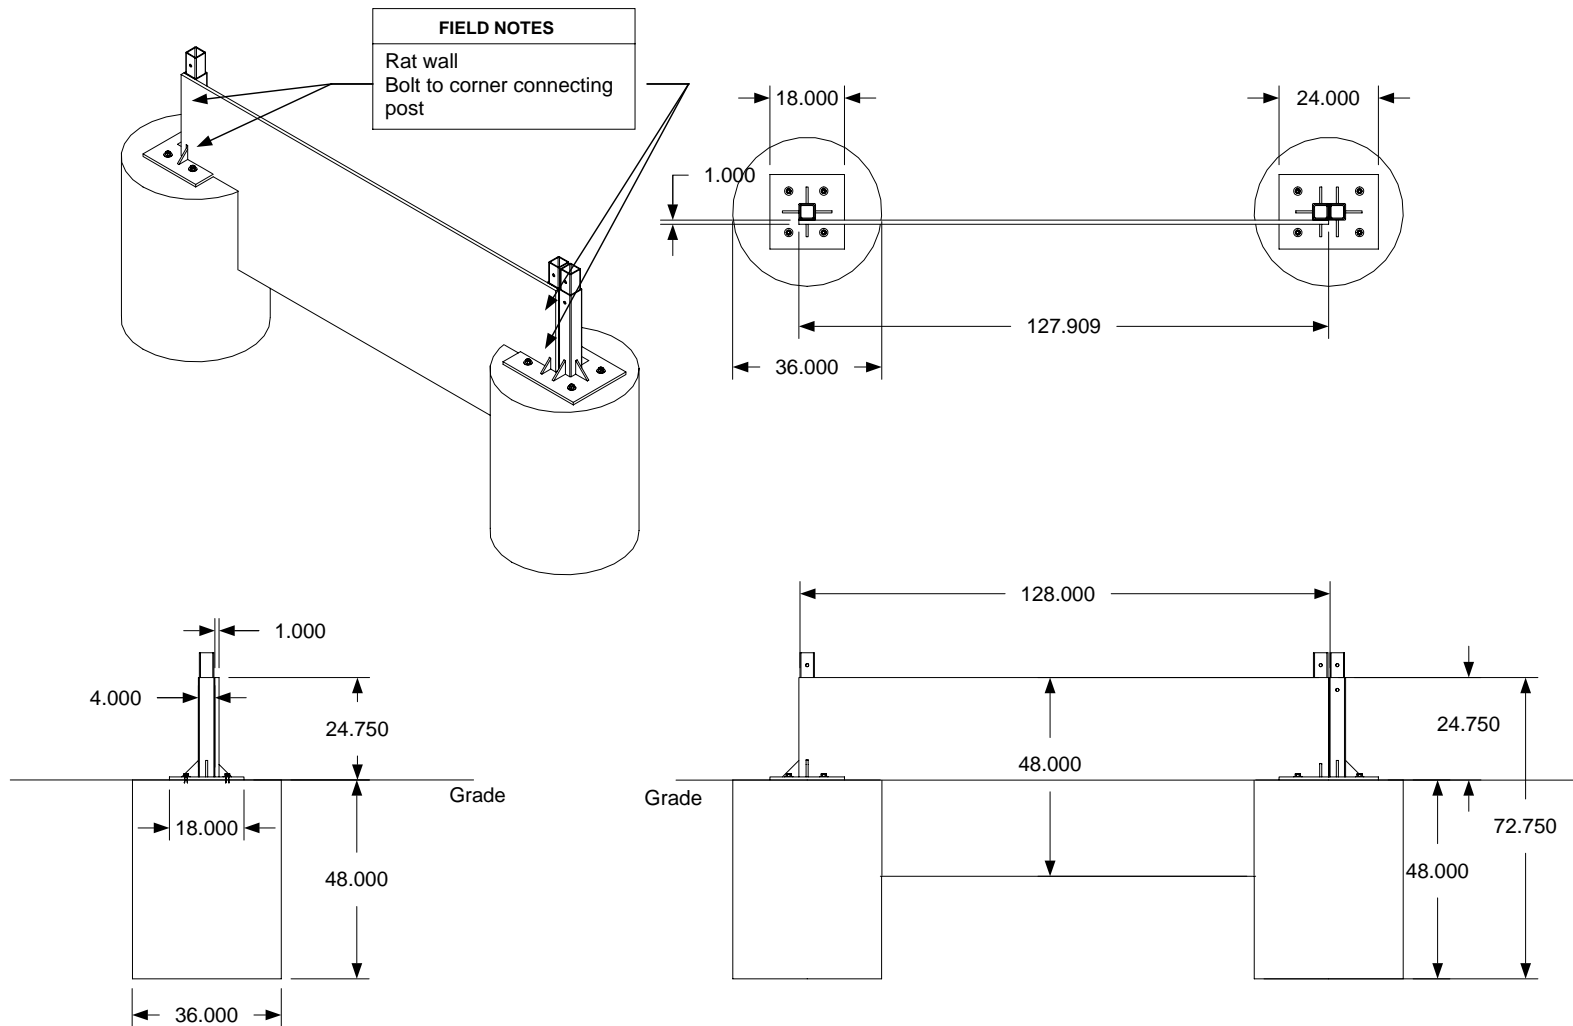 FIELD NOTES
Rat wall
Bolt to corner connecting
post
18.000
24.000
1.000
127.909
36.000
128.000
1.000
4.000
24.750
24.750
48.000
Grade
Grade
18.000
72.750
48.000
48.000
36.000